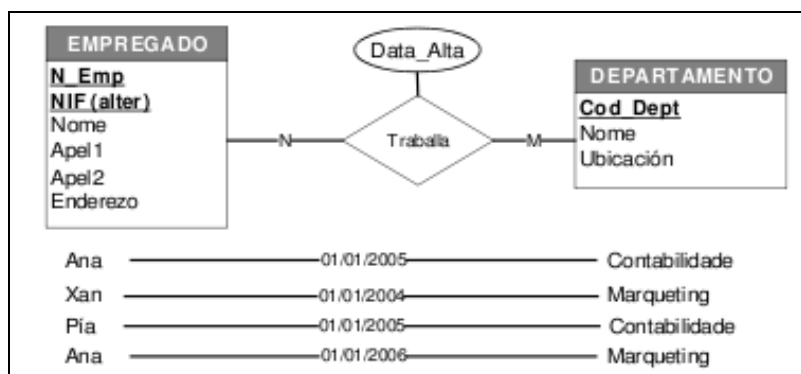 EMPREGADO
N_Emp
NIF (alter)
Nome
Apel1
Apel2
Enderezo
N
Data_Alta
Traballa
M
DEPARTAMENTO
Cod_Dept
Nome
Ubicación
Ana 01/01/2005 Contabilidade
Xan 01/01/2004 Marqueting
Pía 01/01/2005 Contabilidade
Ana 01/01/2006 Marqueting